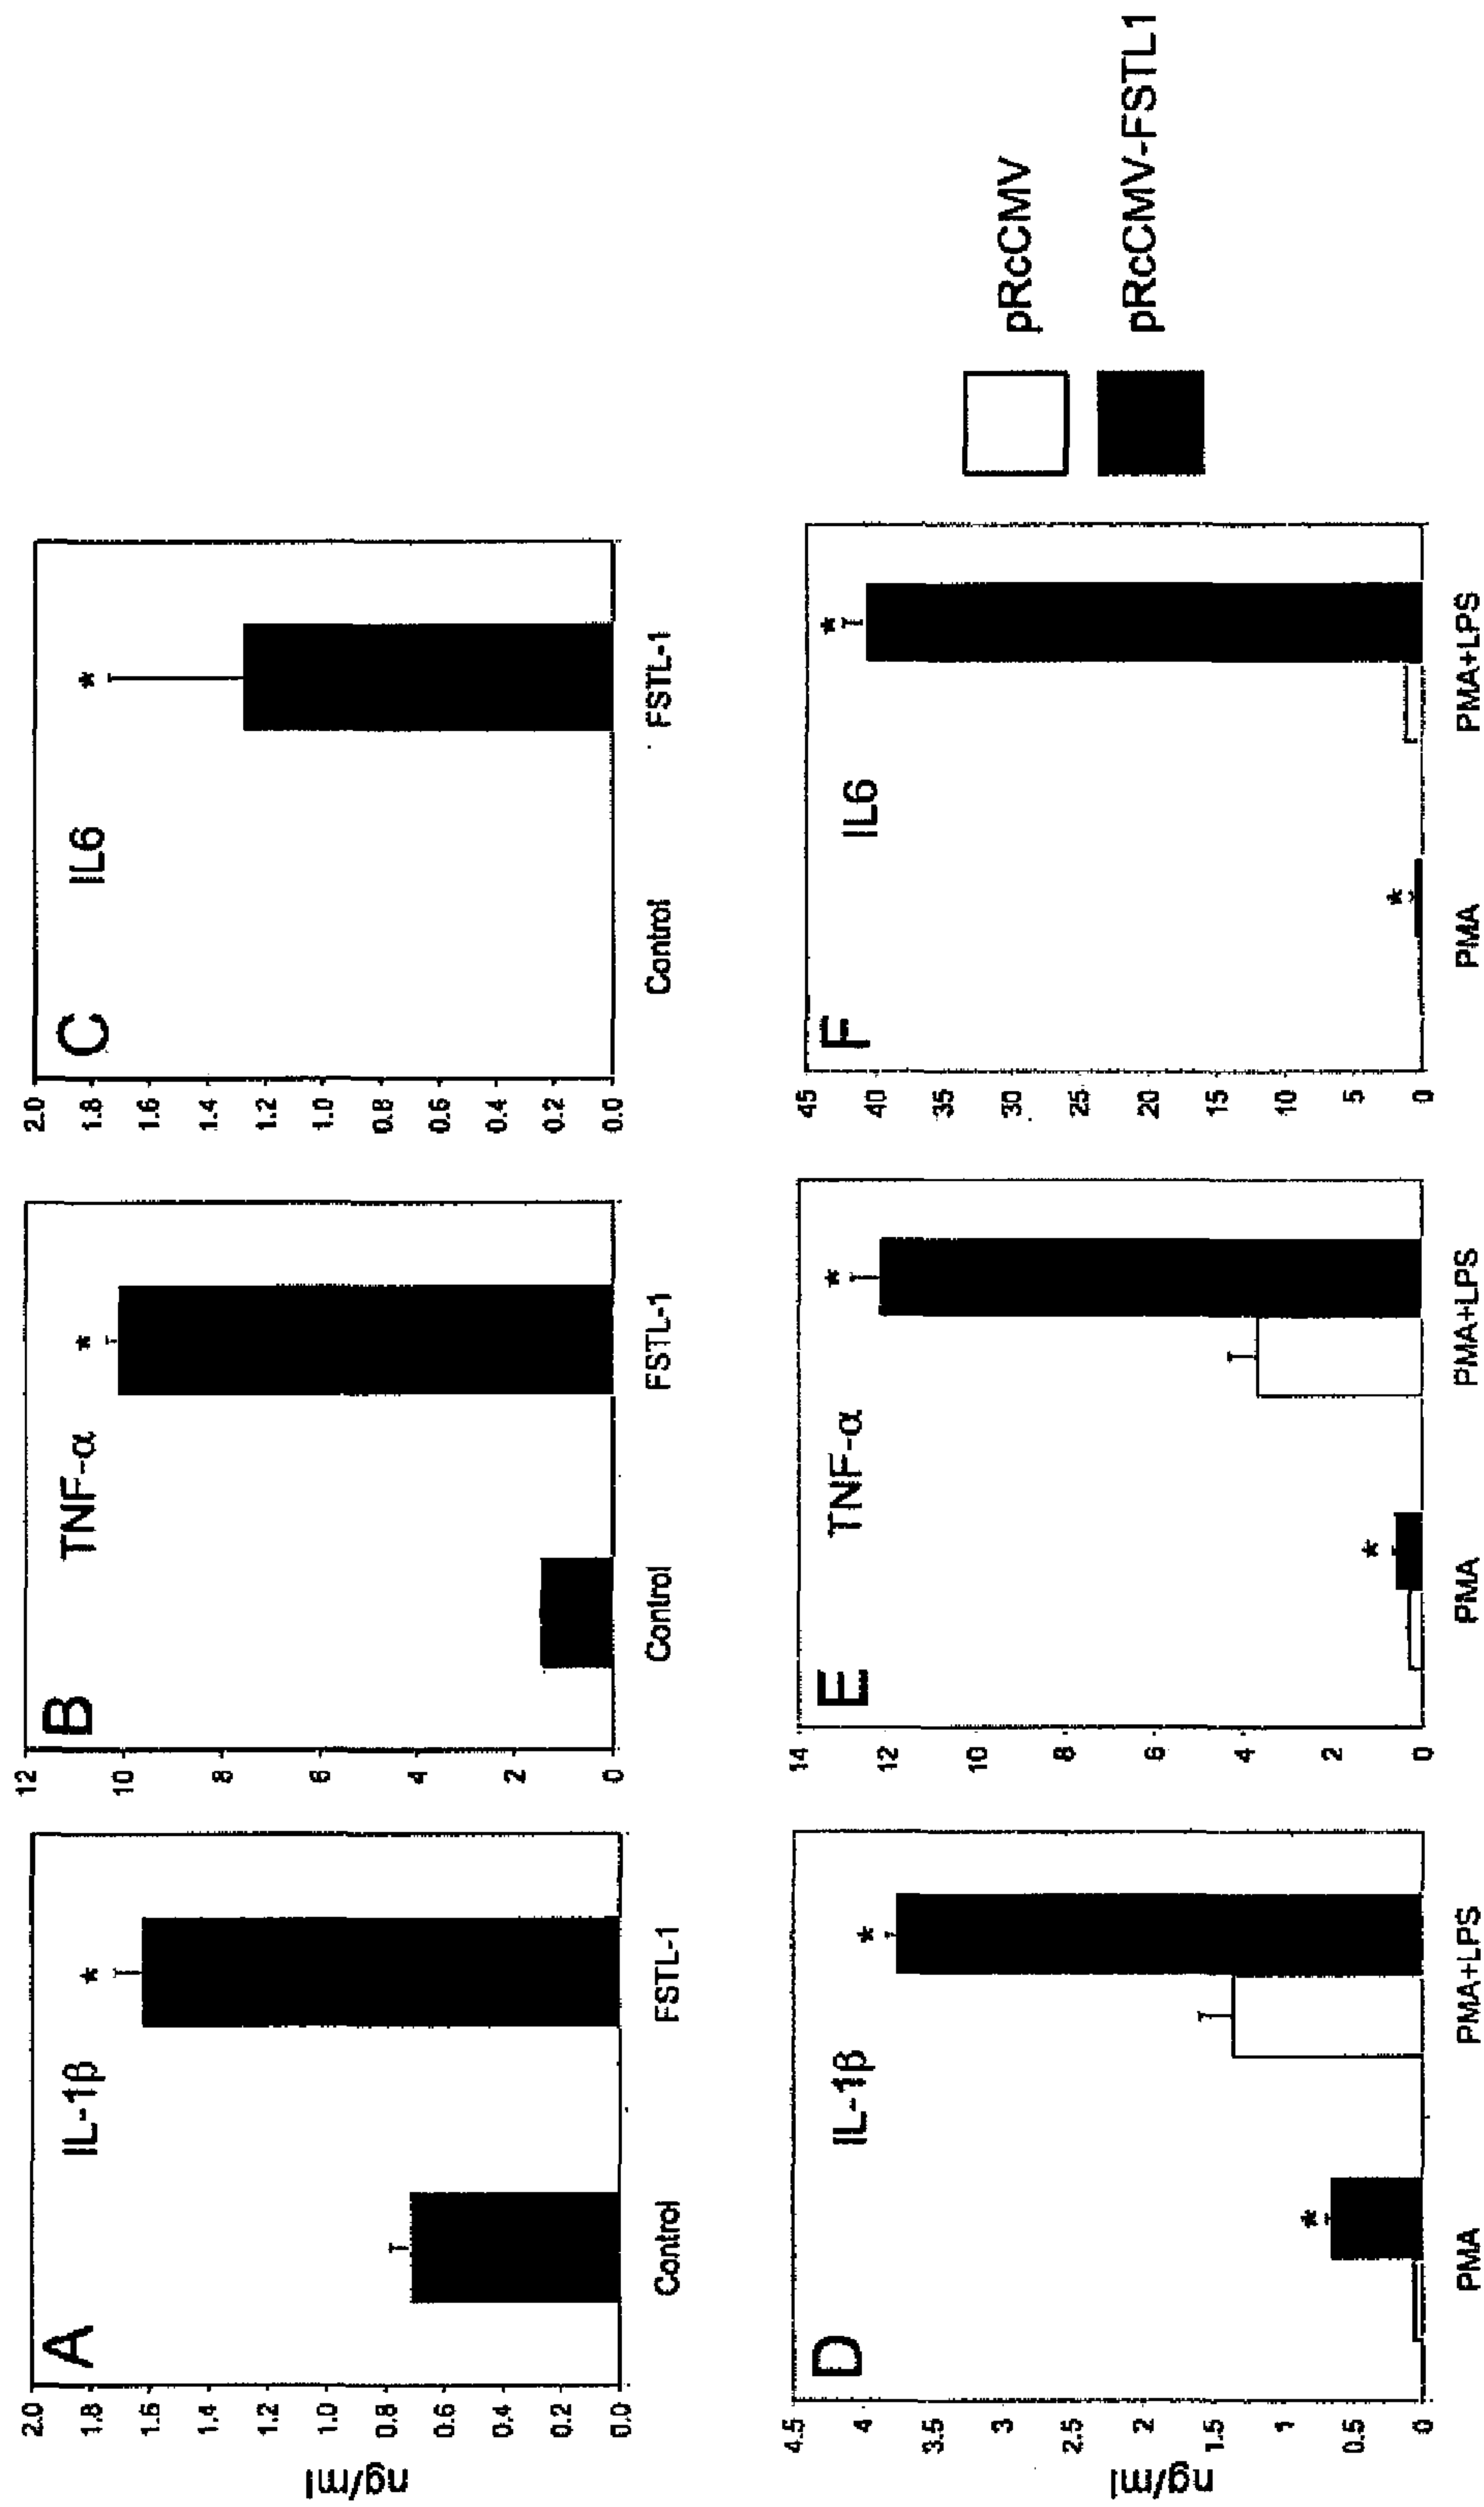 A
IL-1β
ng/ml
2.0
1.8
1.6
1.4
1.2
1.0
0.8
0.6
0.4
0.2
0.0
Control
FSTL-1
B
TNF-α
12
10
8
6
4
2
0
Control
FSTL-1
C
IL6
2.0
1.8
1.6
1.4
1.2
1.0
0.8
0.6
0.4
0.2
0.0
Control
FSTL-1
D
IL-1β
ng/ml
4.5
4
3.5
3
2.5
2
1.5
1
0.5
0
PMA
PMA+LPS
E
TNF-α
14
12
10
8
6
4
2
0
PMA
PMA+LPS
F
IL6
45
40
35
30
25
20
15
10
5
0
PMA
PMA+LPS
pRcCMV
pRcCMV-FSTL1